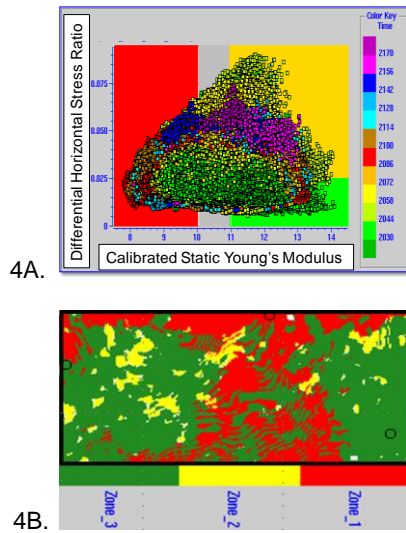 Differential Horizontal Stress Ratio
Color Key
Time
0.075
0.050
0.025
0
8 9 10 11 12 13 14
Calibrated Static Young's Modulus
2170
2156
2142
2128
2114
2100
2086
2072
2058
2044
2030
4A.
Zone_3 Zone_2 Zone_1
4B.